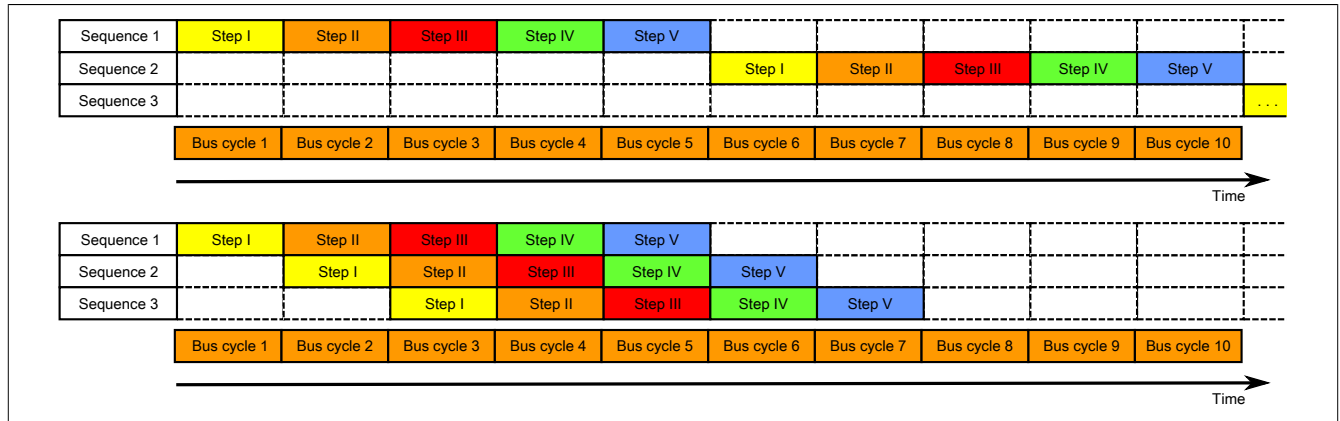 Sequence 1 Step I Step II Step III Step IV Step V
Sequence 2 Step I Step II Step III Step IV Step V
Sequence 3 . . .
Bus cycle 1 Bus cycle 2 Bus cycle 3 Bus cycle 4 Bus cycle 5 Bus cycle 6 Bus cycle 7 Bus cycle 8 Bus cycle 9 Bus cycle 10
Time
Sequence 1 Step I Step II Step III Step IV Step V
Sequence 2 Step I Step II Step III Step IV Step V
Sequence 3 Step I Step II Step III Step IV Step V
Bus cycle 1 Bus cycle 2 Bus cycle 3 Bus cycle 4 Bus cycle 5 Bus cycle 6 Bus cycle 7 Bus cycle 8 Bus cycle 9 Bus cycle 10
Time